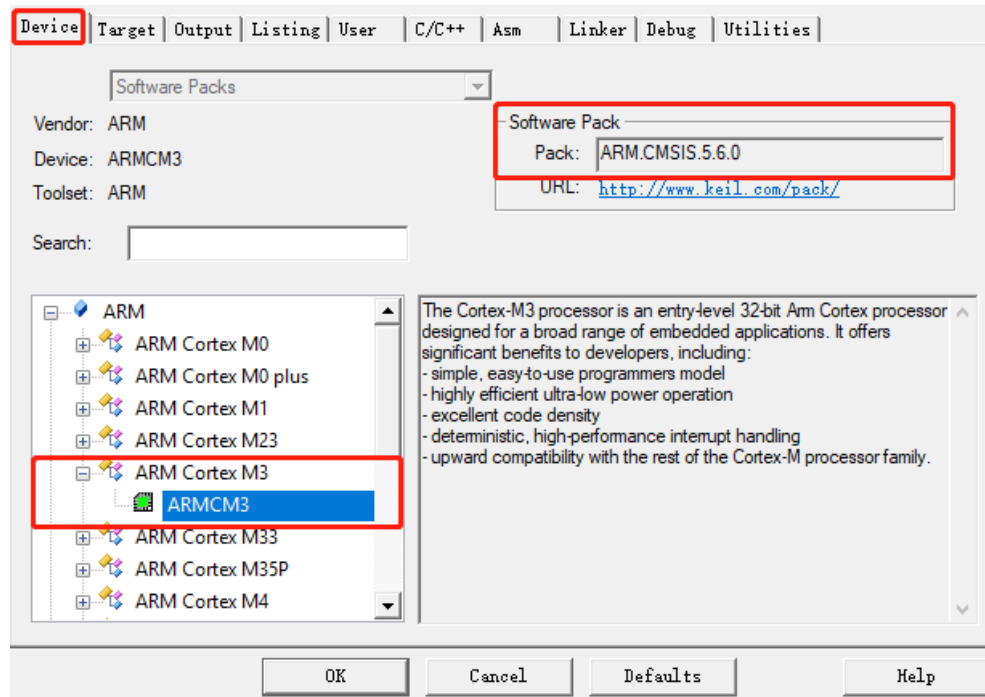 Device Target Output Listing User C/C++ Asm Linker Debug Utilities
Software Packs
Vendor: ARM
Device: ARMCM3
Toolset: ARM
Software Pack
Pack: ARM.CMSIS.5.6.0
URL: http://www.keil.com/pack/
Search:
ARM
ARM Cortex M0
ARM Cortex M0 plus
ARM Cortex M1
ARM Cortex M23
ARM Cortex M3
ARMCM3
ARM Cortex M33
ARM Cortex M35P
ARM Cortex M4
The Cortex-M3 processor is an entry-level 32-bit Arm Cortex processor
designed for a broad range of embedded applications. It offers
significant benefits to developers, including:
- simple, easy-to-use programmers model
- highly efficient ultra-low power operation
- excellent code density
- deterministic, high-performance interrupt handling
- upward compatibility with the rest of the Cortex-M processor family.
OK Cancel Defaults Help